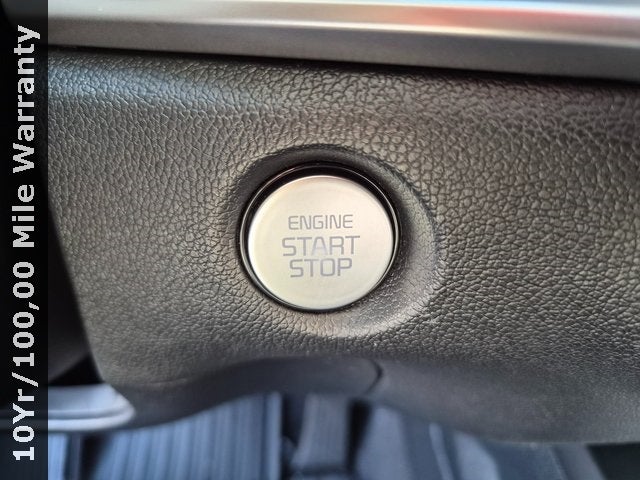 10Yr/100,00 Mile Warranty
ENGINE
START
STOP